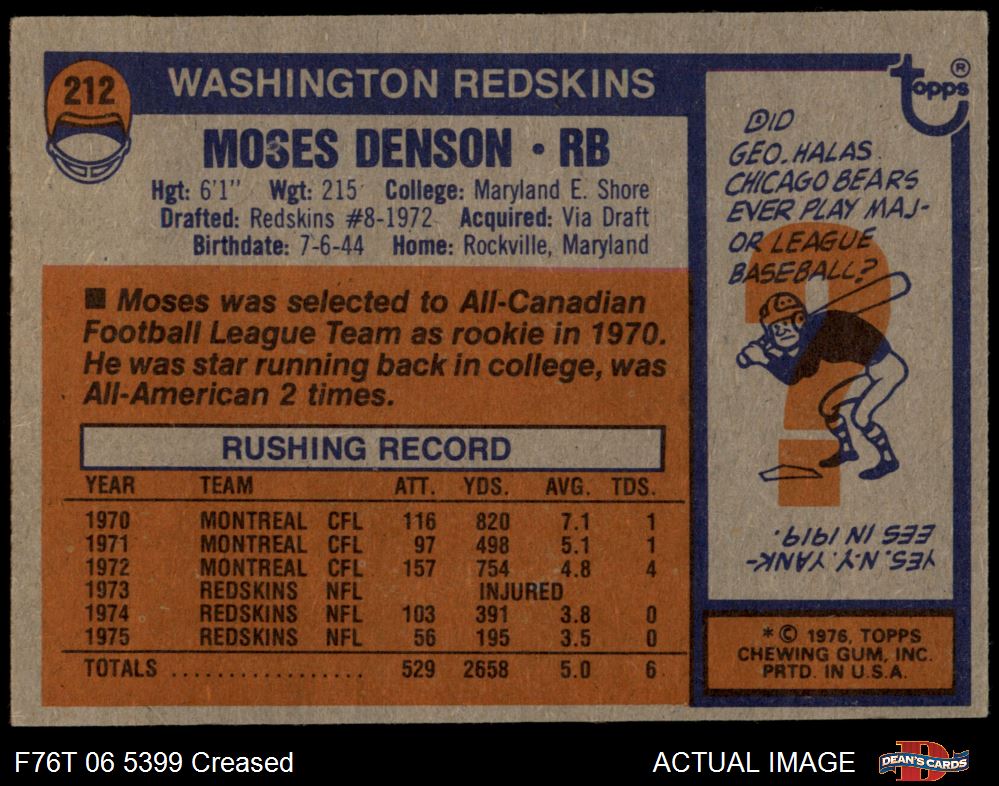 212
WASHINGTON REDSKINS
MOSES DENSON • RB
Hgt: 6'1" Wgt: 215 College: Maryland E. Shore
Drafted: Redskins #8-1972 Acquired: Via Draft
Birthdate: 7-6-44 Home: Rockville, Maryland
■ Moses was selected to All-Canadian
Football League Team as rookie in 1970.
He was star running back in college, was
All-American 2 times.
RUSHING RECORD
YEAR TEAM ATT. YDS. AVG. TDS.
1970 MONTREAL CFL 116 820 7.1 1
1971 MONTREAL CFL 97 498 5.1 1
1972 MONTREAL CFL 157 754 4.8 4
1973 REDSKINS NFL INJURED
1974 REDSKINS NFL 103 391 3.8 0
1975 REDSKINS NFL 56 195 3.5 0
TOTALS ................. 529 2658 5.0 6
topps ®
DID
GEO. HALAS
CHICAGO BEARS
EVER PLAY MAJ-
OR LEAGUE
BASEBALL?
?
YES. N.Y. YANK-
EES IN 1919.
* © 1976, TOPPS
CHEWING GUM, INC.
PRTD. IN U.S.A.
F76T 06 5399 Creased
ACTUAL IMAGE
D
DEAN'S CARDS